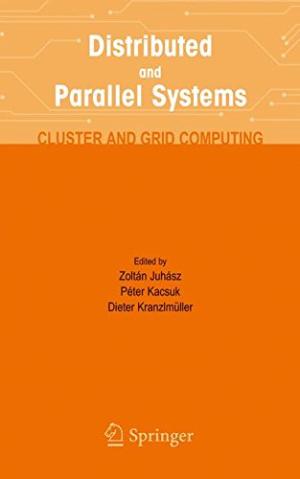 Distributed
and
Parallel Systems
CLUSTER AND GRID COMPUTING
Edited by
Zoltán Juhász
Péter Kacsuk
Dieter Kranzlmüller
Springer